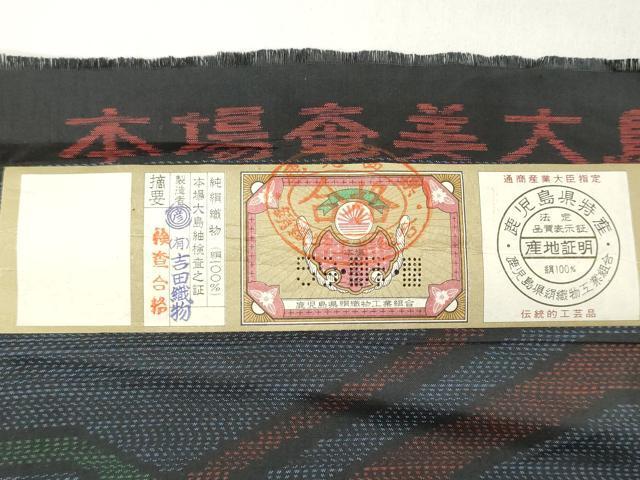 本場奄美大島
純絹織物（絹100%）
本場大島紬検査之証
製造者
(有)吉田織物
摘要
検査合格
鹿児島県絹織物工業組合
通商産業大臣指定
鹿児島県特産
法定
品質表示証
産地証明
絹100%
鹿児島県絹織物工業組合
伝統的工芸品